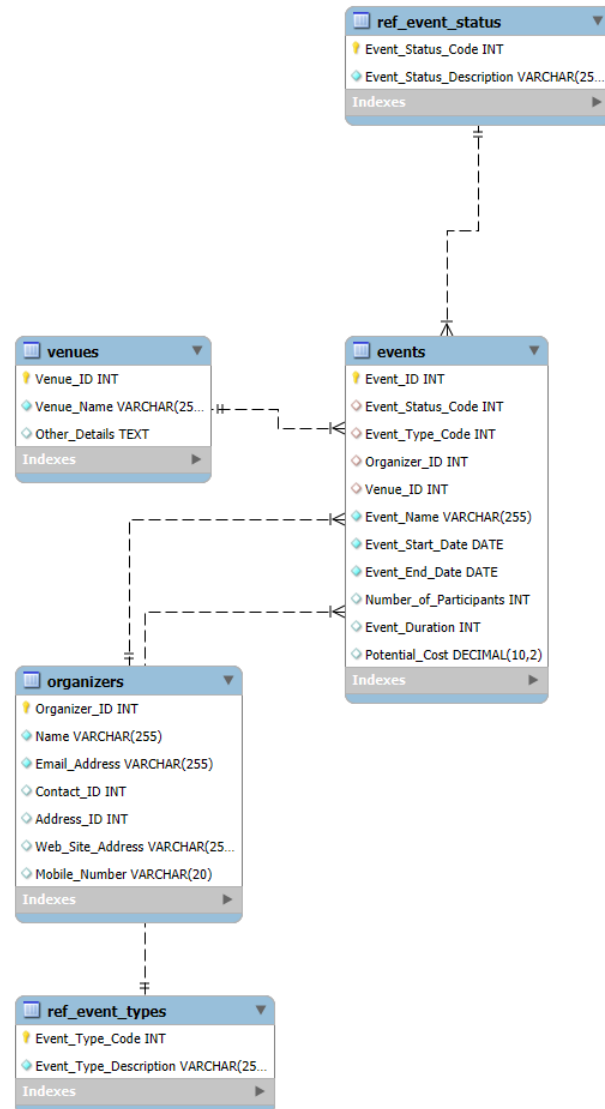 ref_event_status
Event_Status_Code INT
Event_Status_Description VARCHAR(25...
Indexes
venues
Venue_ID INT
Venue_Name VARCHAR(25...
Other_Details TEXT
Indexes
events
Event_ID INT
Event_Status_Code INT
Event_Type_Code INT
Organizer_ID INT
Venue_ID INT
Event_Name VARCHAR(255)
Event_Start_Date DATE
Event_End_Date DATE
Number_of_Participants INT
Event_Duration INT
Potential_Cost DECIMAL(10,2)
Indexes
organizers
Organizer_ID INT
Name VARCHAR(255)
Email_Address VARCHAR(255)
Contact_ID INT
Address_ID INT
Web_Site_Address VARCHAR(25...
Mobile_Number VARCHAR(20)
Indexes
ref_event_types
Event_Type_Code INT
Event_Type_Description VARCHAR(25...
Indexes